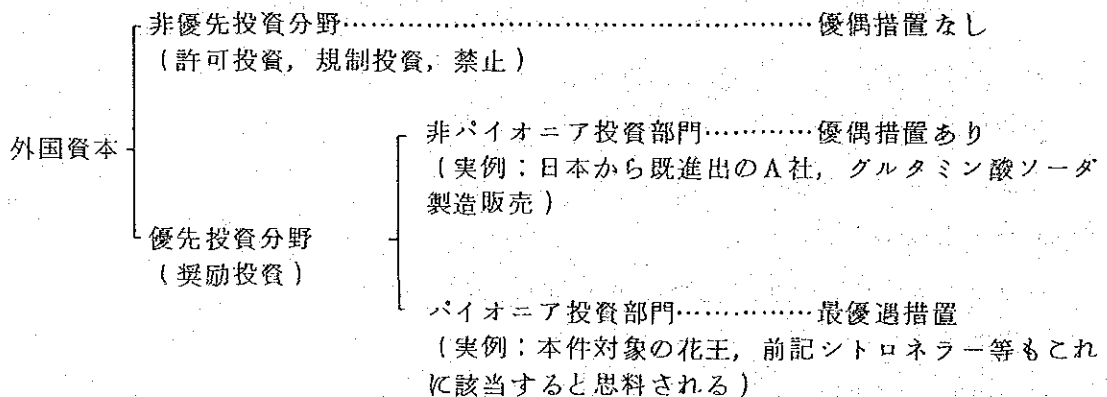 非優先投資分野……………………………………………優偶措置なし
(許可投資,規制投資,禁止)
外国資本
非パイオニア投資部門…………優偶措置あり
(実例:日本から既進出のA社,グルタミン酸ソーダ
製造販売)
優先投資分野
(奨励投資)
パイオニア投資部門……………最優遇措置
(実例:本件対象の花王,前記シトロネラー等もこれ
に該当すると思料される)